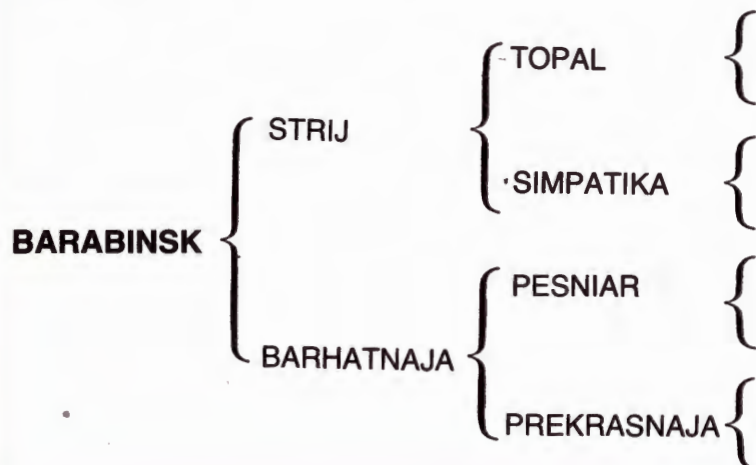 TOPAL
STRIJ
SIMPATIKA
BARABINSK
PESNIAR
BARHATNAJA
PREKRASNAJA